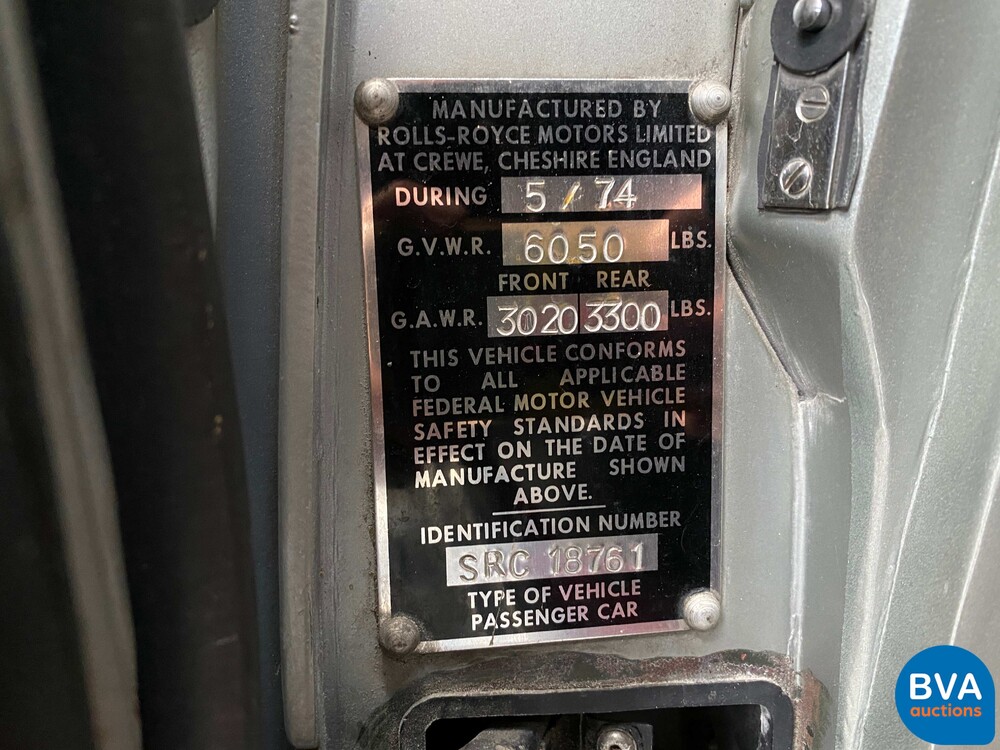 MANUFACTURED BY
ROLLS-ROYCE MOTORS LIMITED
AT CREWE, CHESHIRE ENGLAND
DURING 5 / 74
G.V.W.R. 6050 LBS.
FRONT REAR
G.A.W.R. 3020 3300 LBS.
THIS VEHICLE CONFORMS
TO ALL APPLICABLE
FEDERAL MOTOR VEHICLE
SAFETY STANDARDS IN
EFFECT ON THE DATE OF
MANUFACTURE SHOWN
ABOVE.
IDENTIFICATION NUMBER
SRC 18761
TYPE OF VEHICLE
PASSENGER CAR
BVA
auctions